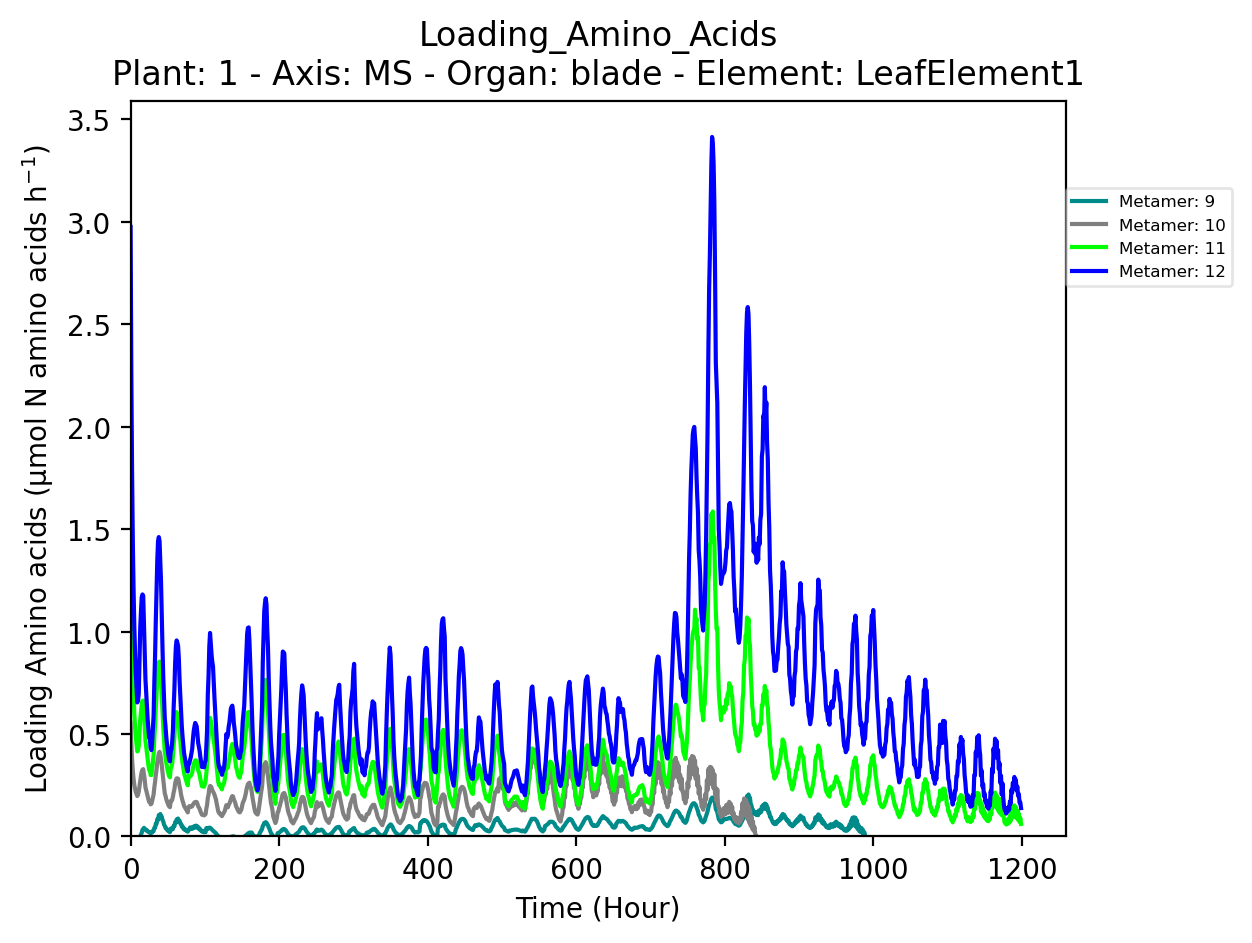 Loading_Amino_Acids
Plant: 1 - Axis: MS - Organ: blade - Element: LeafElement1
Loading Amino acids (µmol N amino acids h⁻¹)
3.5
3.0
2.5
2.0
1.5
1.0
0.5
0.0
0 200 400 600 800 1000 1200
Time (Hour)
Metamer: 9
Metamer: 10
Metamer: 11
Metamer: 12